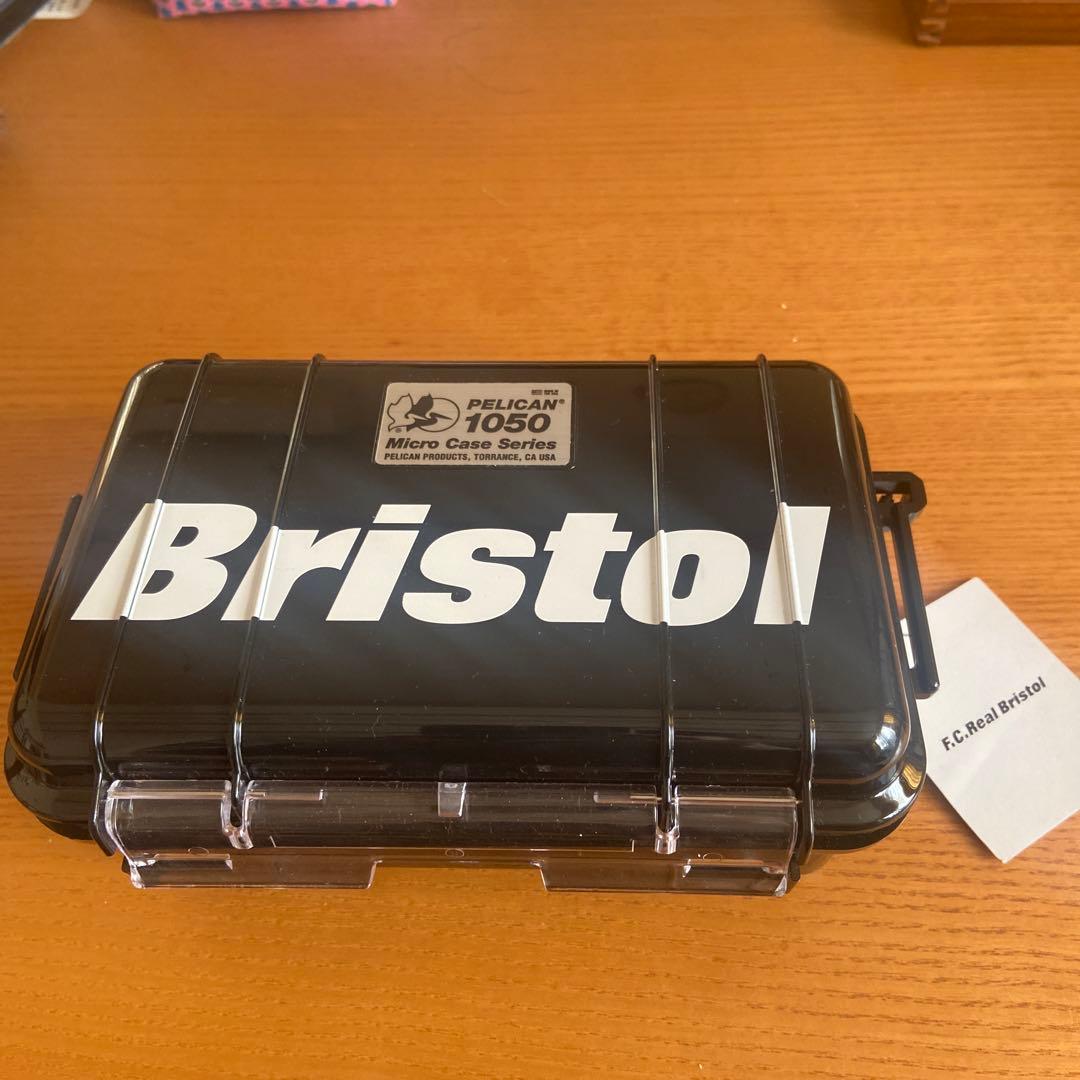 PELICAN®
1050
Micro Case Series
PELICAN PRODUCTS, TORRANCE, CA USA
Bristol
F.C.Real Bristol